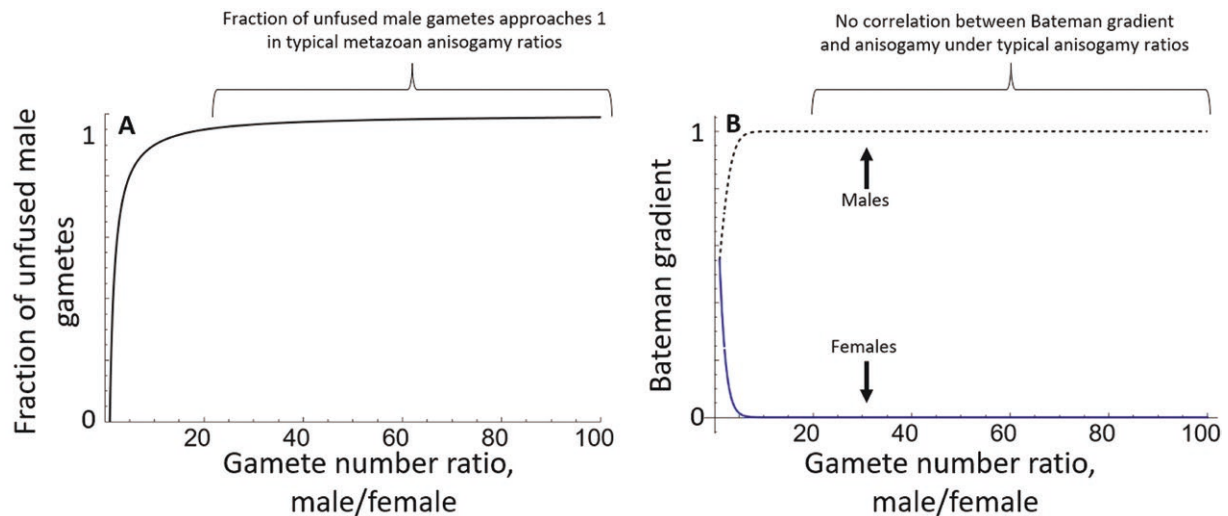 Fraction of unfused male gametes approaches 1
in typical metazoan anisogamy ratios
A
1
0
20
40
60
80
100
Fraction of unfused male
gametes
Gamete number ratio,
male/female
No correlation between Bateman gradient
and anisogamy under typical anisogamy ratios
B
1
0
Males
Females
20
40
60
80
100
Bateman gradient
Gamete number ratio,
male/female